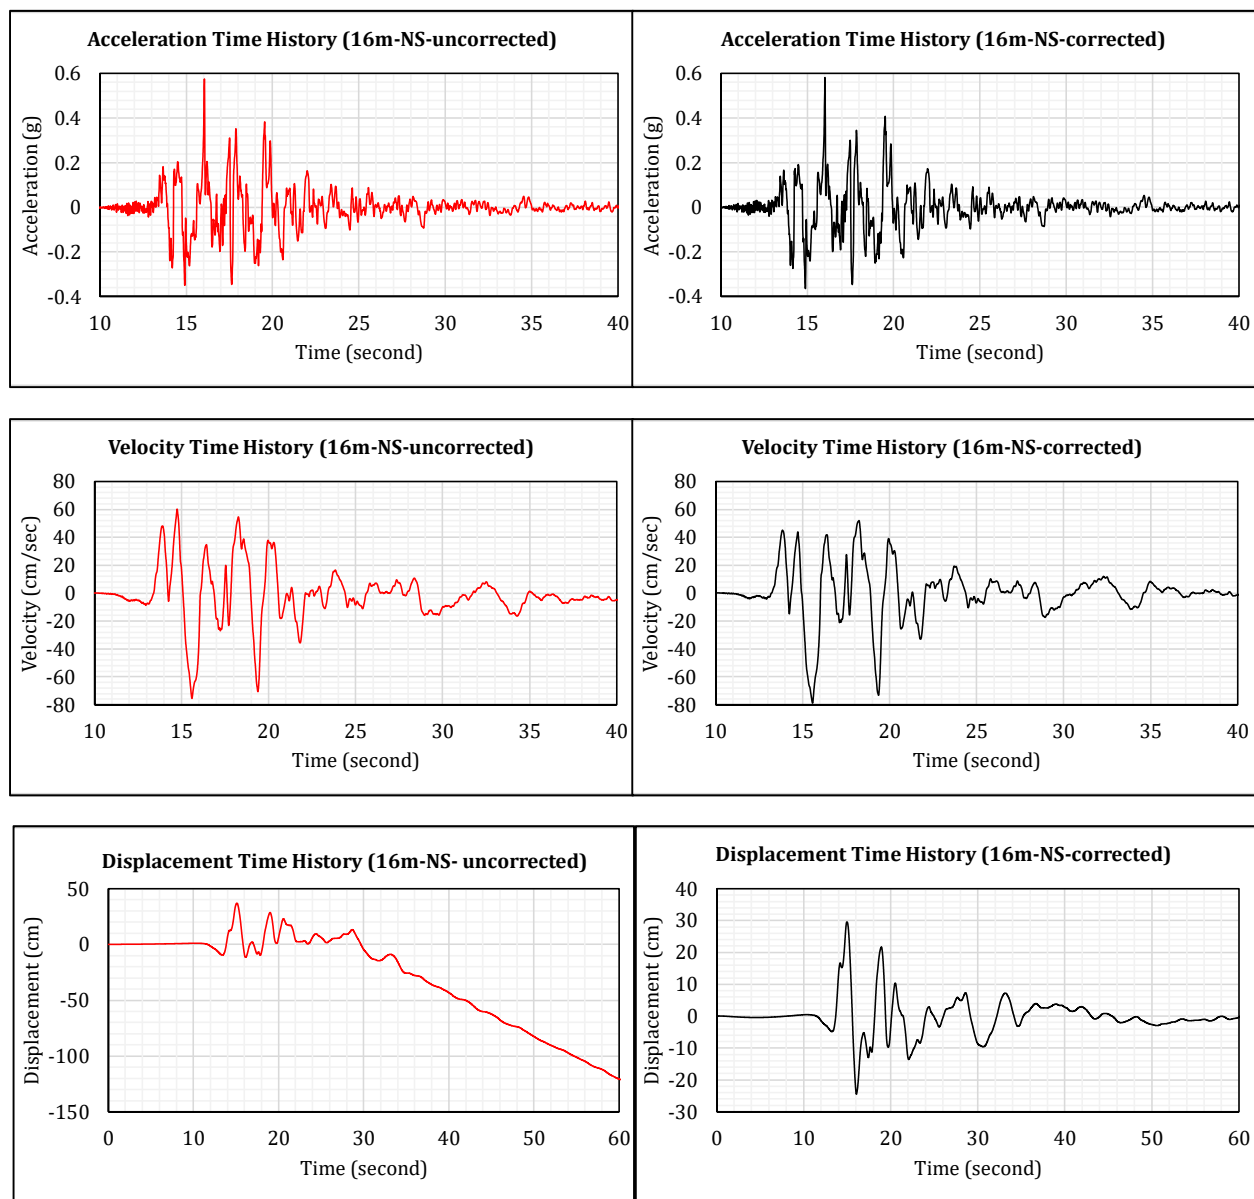 Acceleration Time History (16m-NS-uncorrected)
Acceleration (g)
0.6
0.4
0.2
0
-0.2
-0.4
10 15 20 25 30 35 40
Time (second)
Acceleration Time History (16m-NS-corrected)
Acceleration (g)
0.6
0.4
0.2
0
-0.2
-0.4
10 15 20 25 30 35 40
Time (second)
Velocity Time History (16m-NS-uncorrected)
Velocity (cm/sec)
80
60
40
20
0
-20
-40
-60
-80
10 15 20 25 30 35 40
Time (second)
Velocity Time History (16m-NS-corrected)
Velocity (cm/sec)
80
60
40
20
0
-20
-40
-60
-80
10 15 20 25 30 35 40
Time (second)
Displacement Time History (16m-NS- uncorrected)
Displacement (cm)
50
0
-50
-100
-150
0 10 20 30 40 50 60
Time (second)
Displacement Time History (16m-NS-corrected)
Displacement (cm)
40
30
20
10
0
-10
-20
-30
0 10 20 30 40 50 60
Time (second)